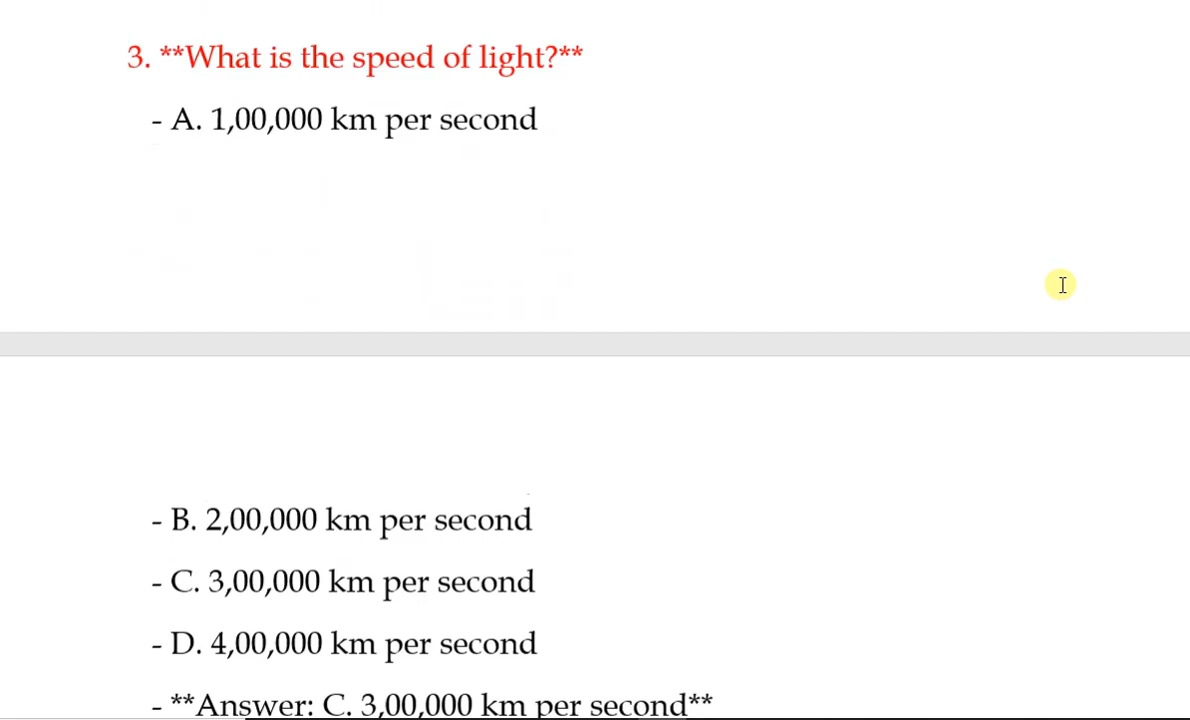 3. **What is the speed of light?**
- A. 1,00,000 km per second
- B. 2,00,000 km per second
- C. 3,00,000 km per second
- D. 4,00,000 km per second
- **Answer: C. 3,00,000 km per second**